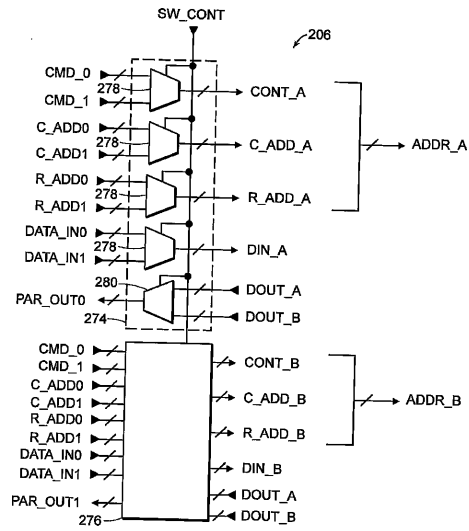 SW_CONT
206
CMD_0
278
CMD_1
CONT_A
C_ADD0
278
C_ADD1
C_ADD_A
ADDR_A
R_ADD0
278
R_ADD1
R_ADD_A
DATA_IN0
278
DATA_IN1
DIN_A
280
DOUT_A
PAR_OUT0
274
DOUT_B
CMD_0
CMD_1
CONT_B
C_ADD0
C_ADD1
C_ADD_B
ADDR_B
R_ADD0
R_ADD1
R_ADD_B
DATA_IN0
DATA_IN1
DIN_B
PAR_OUT1
DOUT_A
276
DOUT_B